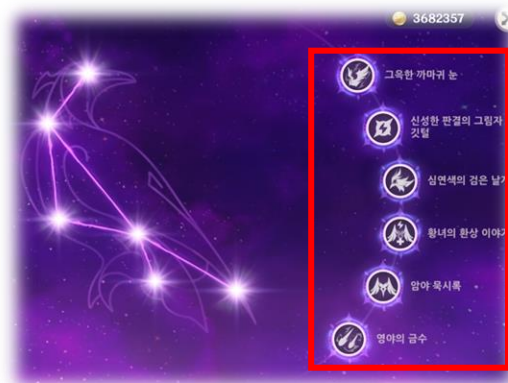 3682357
그윽한 까마귀 눈
신성한 판결의 그림자
깃털
심연색의 검은 날개
황녀의 환상 이야기
암야 묵시록
영야의 금수